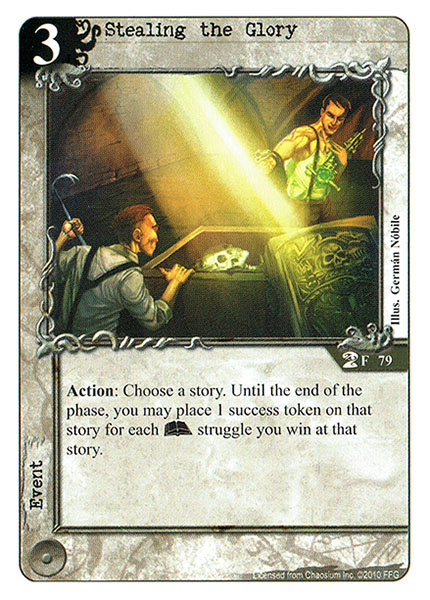 3
Stealing the Glory
Illus. Germán Nóbile
F 79
Action: Choose a story. Until the end of the
phase, you may place 1 success token on that
story for each struggle you win at that
story.
Event
Licensed from Chaosium Inc. ©2010 FFG